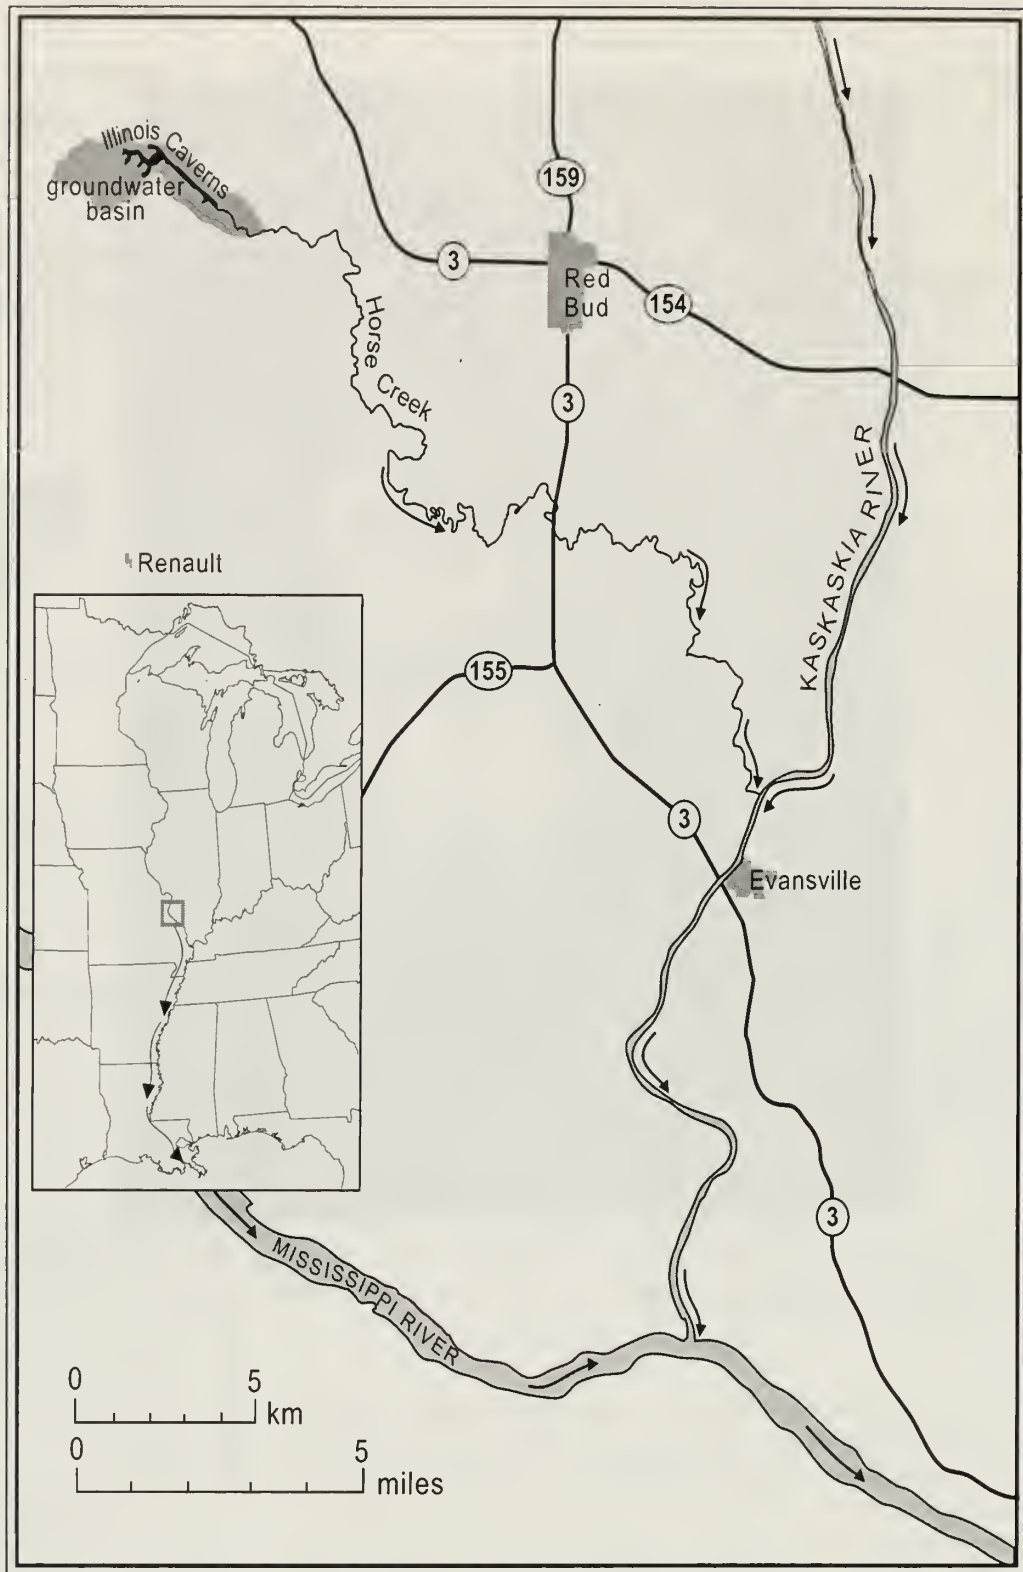 Illinois Caverns
groundwater
basin
159
3
Red
Bud
154
Horse Creek
3
KASKASKIA RIVER
Renault
155
3
Evansville
3
MISSISSIPPI RIVER
0 5
km
0 5
miles